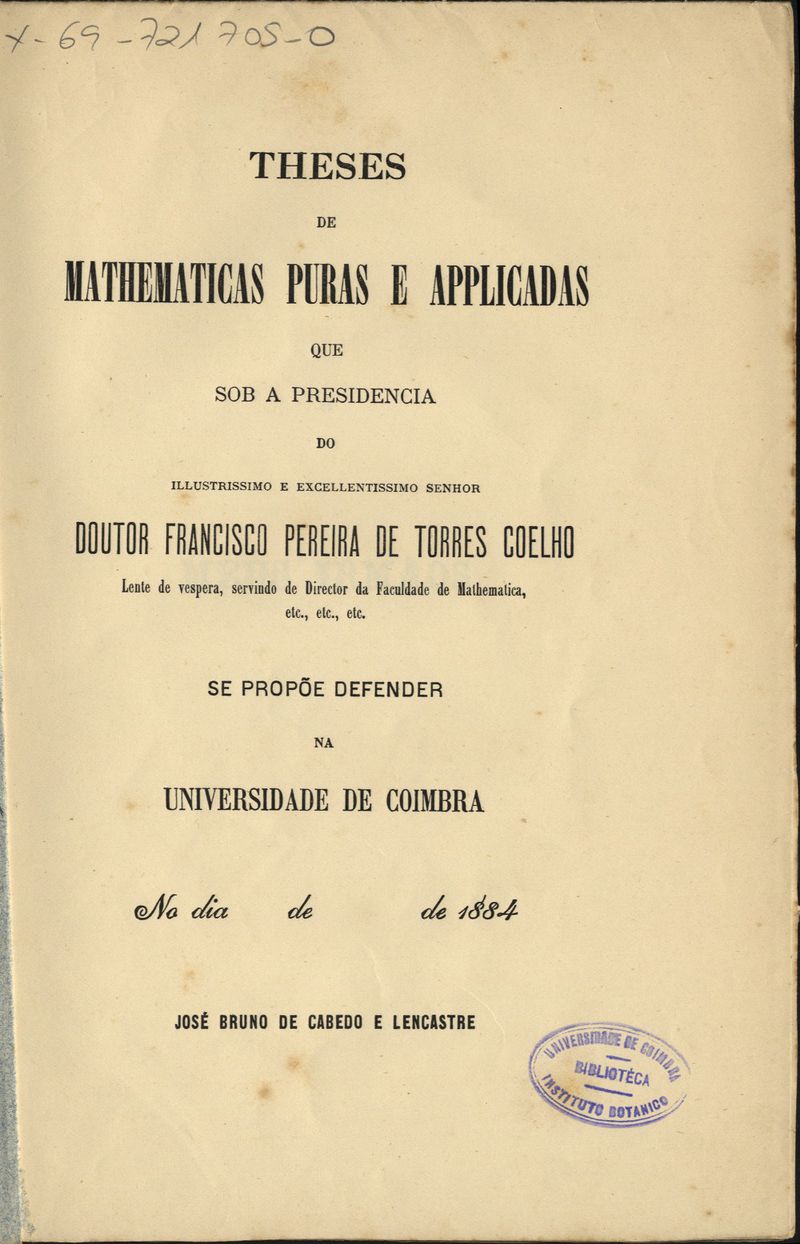 X-69-721705-0
THESES
DE
MATHEMATICAS PURAS E APPLICADAS
QUE
SOB A PRESIDENCIA
DO
ILLUSTRISSIMO E EXCELLENTISSIMO SENHOR
DOUTOR FRANCISCO PEREIRA DE TORRES COELHO
Lente de vespera, servindo de Director da Faculdade de Mathematica,
etc., etc., etc.
SE PROPÕE DEFENDER
NA
UNIVERSIDADE DE COIMBRA
No dia de de 1884
JOSÉ BRUNO DE CABEDO E LENCASTRE
UNIVERSIDADE DE COIMBRA
BIBLIOTÉCA
INSTITUTO BOTANICO